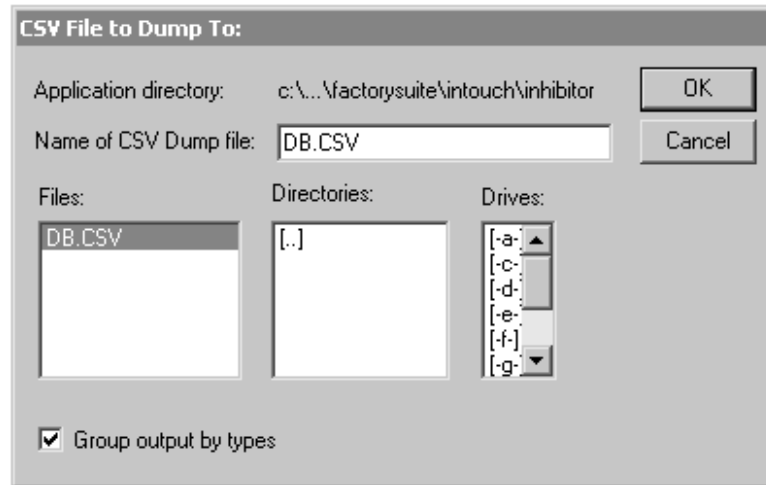 CSV File to Dump To:
Application directory: c:\...\factorysuite\intouch\inhibitor
OK
Name of CSV Dump file: DB.CSV
Cancel
Files:
Directories:
Drives:
DB.CSV
[..]
[-a-]
[-c-]
[-d-]
[-e-]
[-f-]
[-g-]
Group output by types